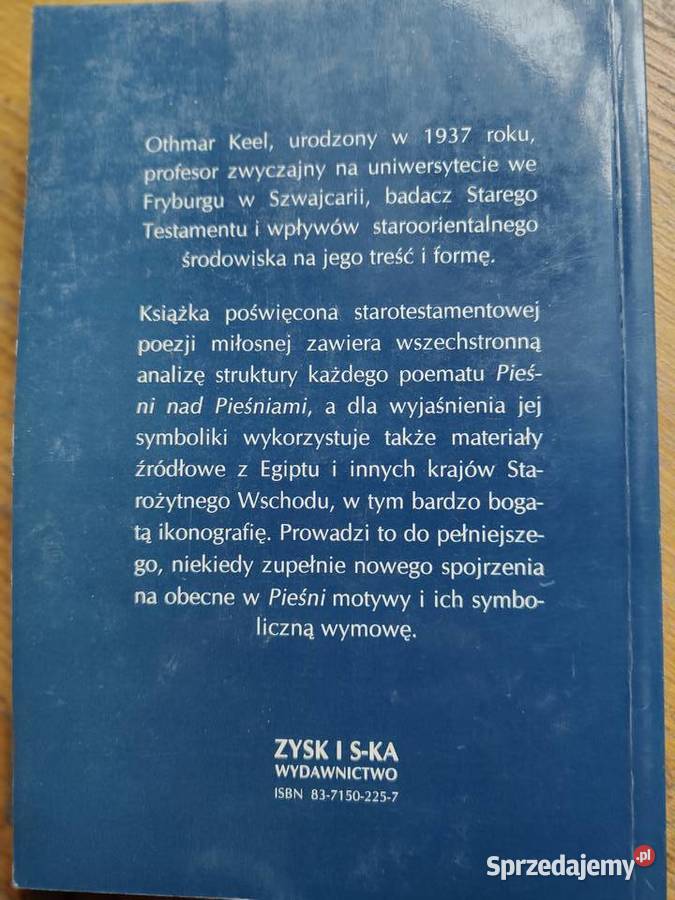 Othmar Keel, urodzony w 1937 roku,
profesor zwyczajny na uniwersytecie we
Fryburgu w Szwajcarii, badacz Starego
Testamentu i wpływów staroorientalnego
środowiska na jego treść i formę.
Książka poświęcona starotestamentowej
poezji miłosnej zawiera wszechstronną
analizę struktury każdego poematu Pieś-
ni nad Pieśniami, a dla wyjaśnienia jej
symboliki wykorzystuje także materiały
źródłowe z Egiptu i innych krajów Sta-
rożytnego Wschodu, w tym bardzo boga-
tą ikonografię. Prowadzi to do pełniejsze-
go, niekiedy zupełnie nowego spojrzenia
na obecne w Pieśni motywy i ich symbo-
liczną wymowę.
ZYSK I S-KA
WYDAWNICTWO
ISBN 83-7150-225-7
Sprzedajemy.pl